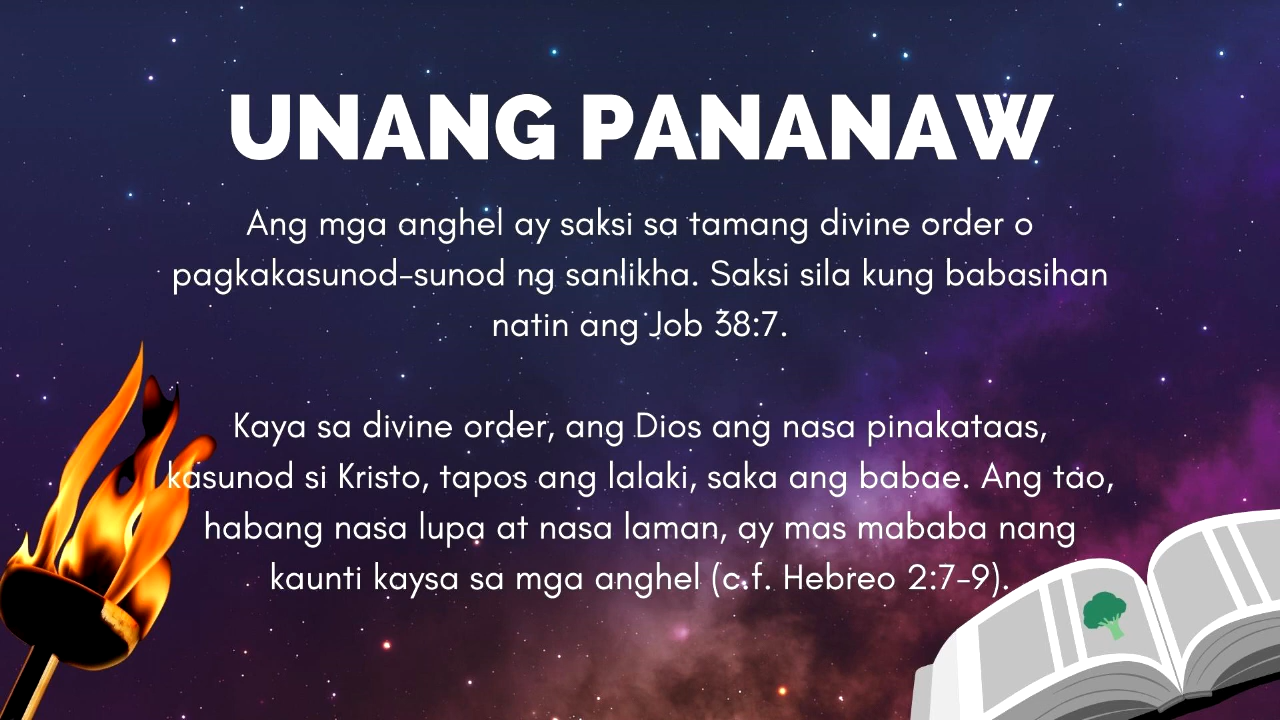 UNANG PANANAW
Ang mga anghel ay saksi sa tamang divine order o
pagkakasunod-sunod ng sanlikha. Saksi sila kung babasihan
natin ang Job 38:7.
Kaya sa divine order, ang Dios ang nasa pinakataas,
kasunod si Kristo, tapos ang lalaki, saka ang babae. Ang tao,
habang nasa lupa at nasa laman, ay mas mababa nang
kaunti kaysa sa mga anghel (c.f. Hebreo 2:7-9).